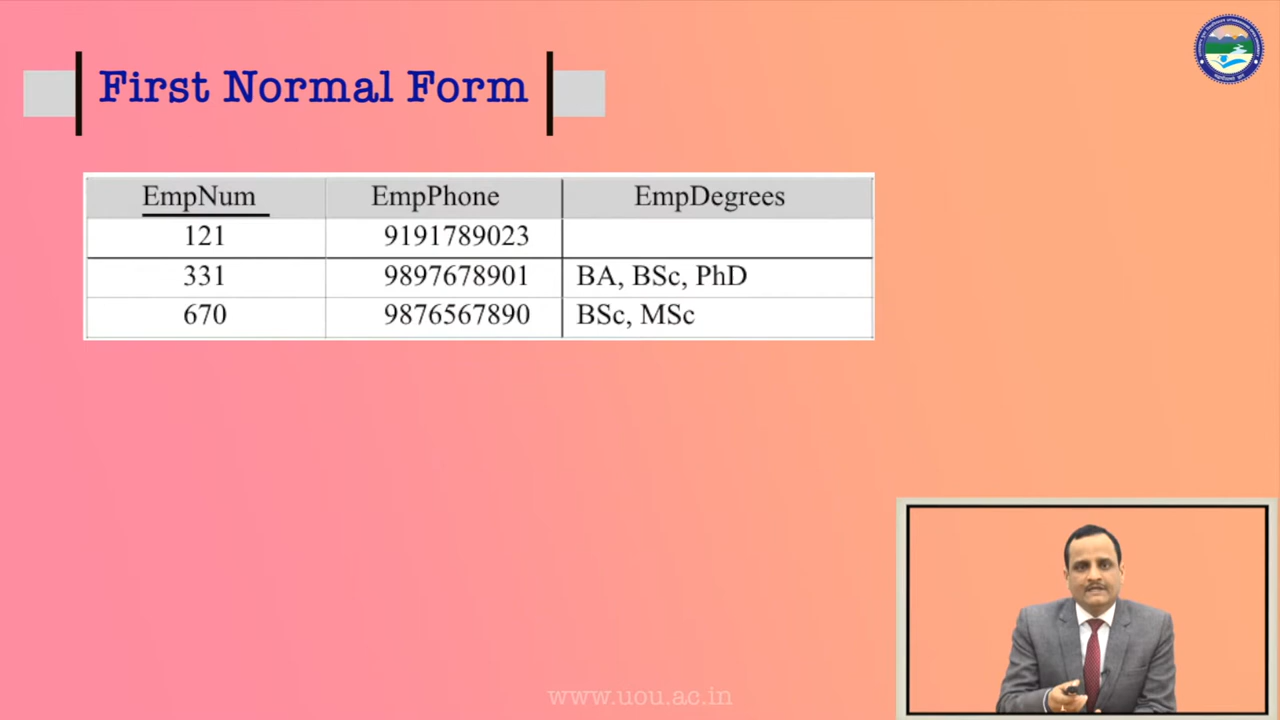 First Normal Form
EmpNum EmpPhone EmpDegrees
121 9191789023
331 9897678901 BA, BSc, PhD
670 9876567890 BSc, MSc
www.uou.ac.in